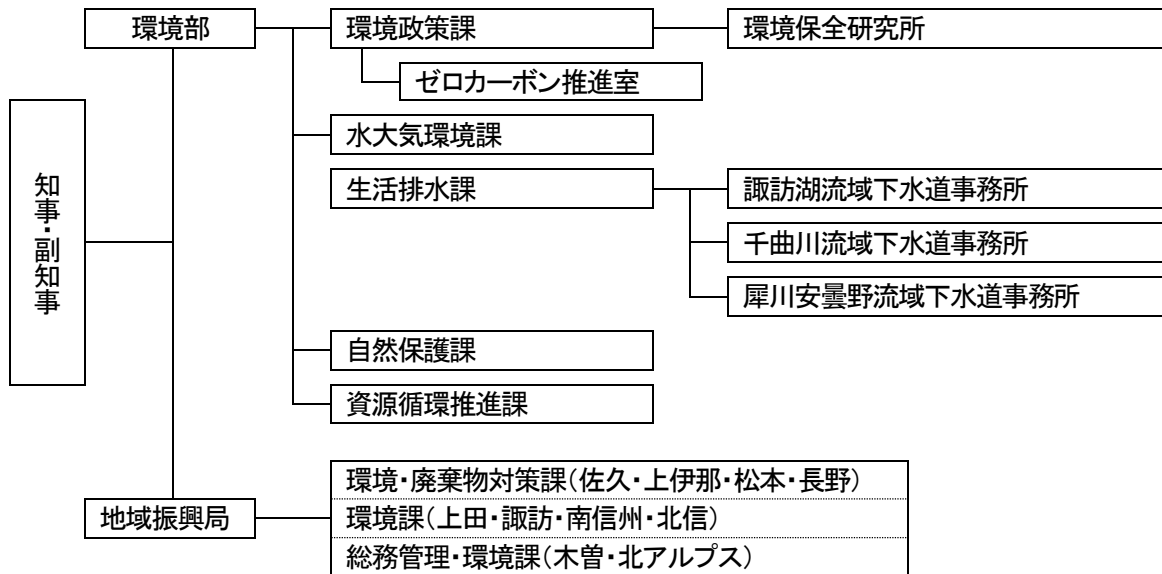 環境部
環境政策課
環境保全研究所
ゼロカーボン推進室
水大気環境課
知事・副知事
生活排水課
諏訪湖流域下水道事務所
千曲川流域下水道事務所
犀川安曇野流域下水道事務所
自然保護課
資源循環推進課
地域振興局
環境・廃棄物対策課(佐久・上伊那・松本・長野)
環境課(上田・諏訪・南信州・北信)
総務管理・環境課(木曽・北アルプス)